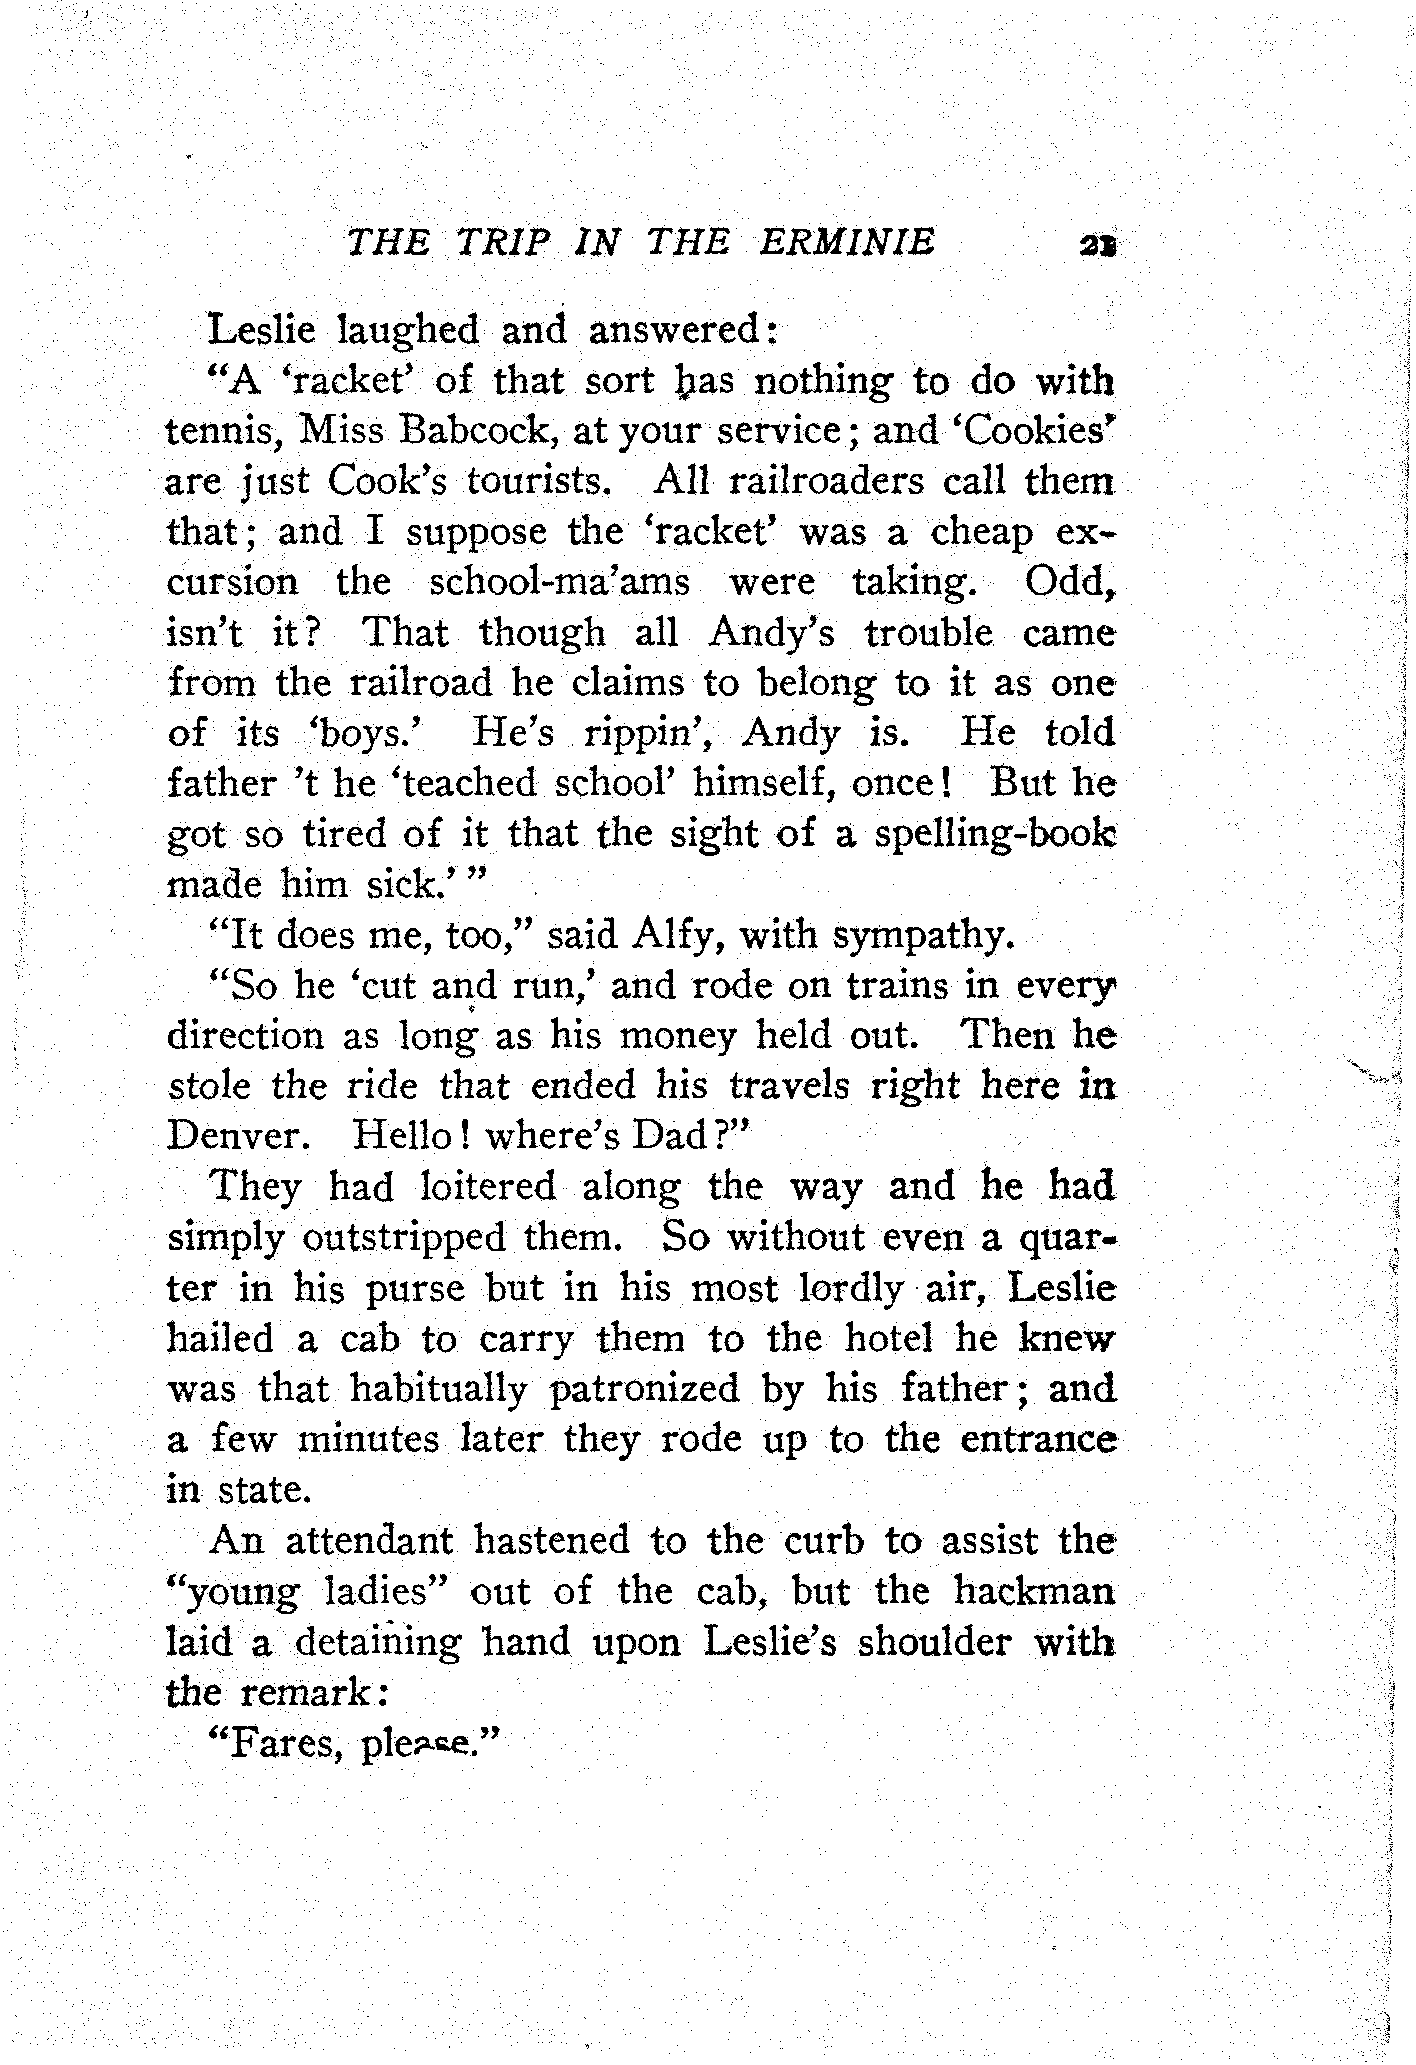 THE TRIP IN THE ERMINIE 21
Leslie laughed and answered:
“A ‘racket’ of that sort has nothing to do with
tennis, Miss Babcock, at your service; and ‘Cookies’
are just Cook’s tourists. All railroaders call them
that; and I suppose the ‘racket’ was a cheap ex-
cursion the school-ma’ams were taking. Odd,
isn’t it? That though all Andy’s trouble came
from the railroad he claims to belong to it as one
of its ‘boys.’ He’s rippin’, Andy is. He told
father ’t he ‘teached school’ himself, once! But he
got so tired of it that the sight of a spelling-book
made him sick.’ ”
“It does me, too,” said Alfy, with sympathy.
“So he ‘cut and run,’ and rode on trains in every
direction as long as his money held out. Then he
stole the ride that ended his travels right here in
Denver. Hello! where’s Dad?”
They had loitered along the way and he had
simply outstripped them. So without even a quar-
ter in his purse but in his most lordly air, Leslie
hailed a cab to carry them to the hotel he knew
was that habitually patronized by his father; and
a few minutes later they rode up to the entrance
in state.
An attendant hastened to the curb to assist the
“young ladies” out of the cab, but the hackman
laid a detaining hand upon Leslie’s shoulder with
the remark:
“Fares, please.”